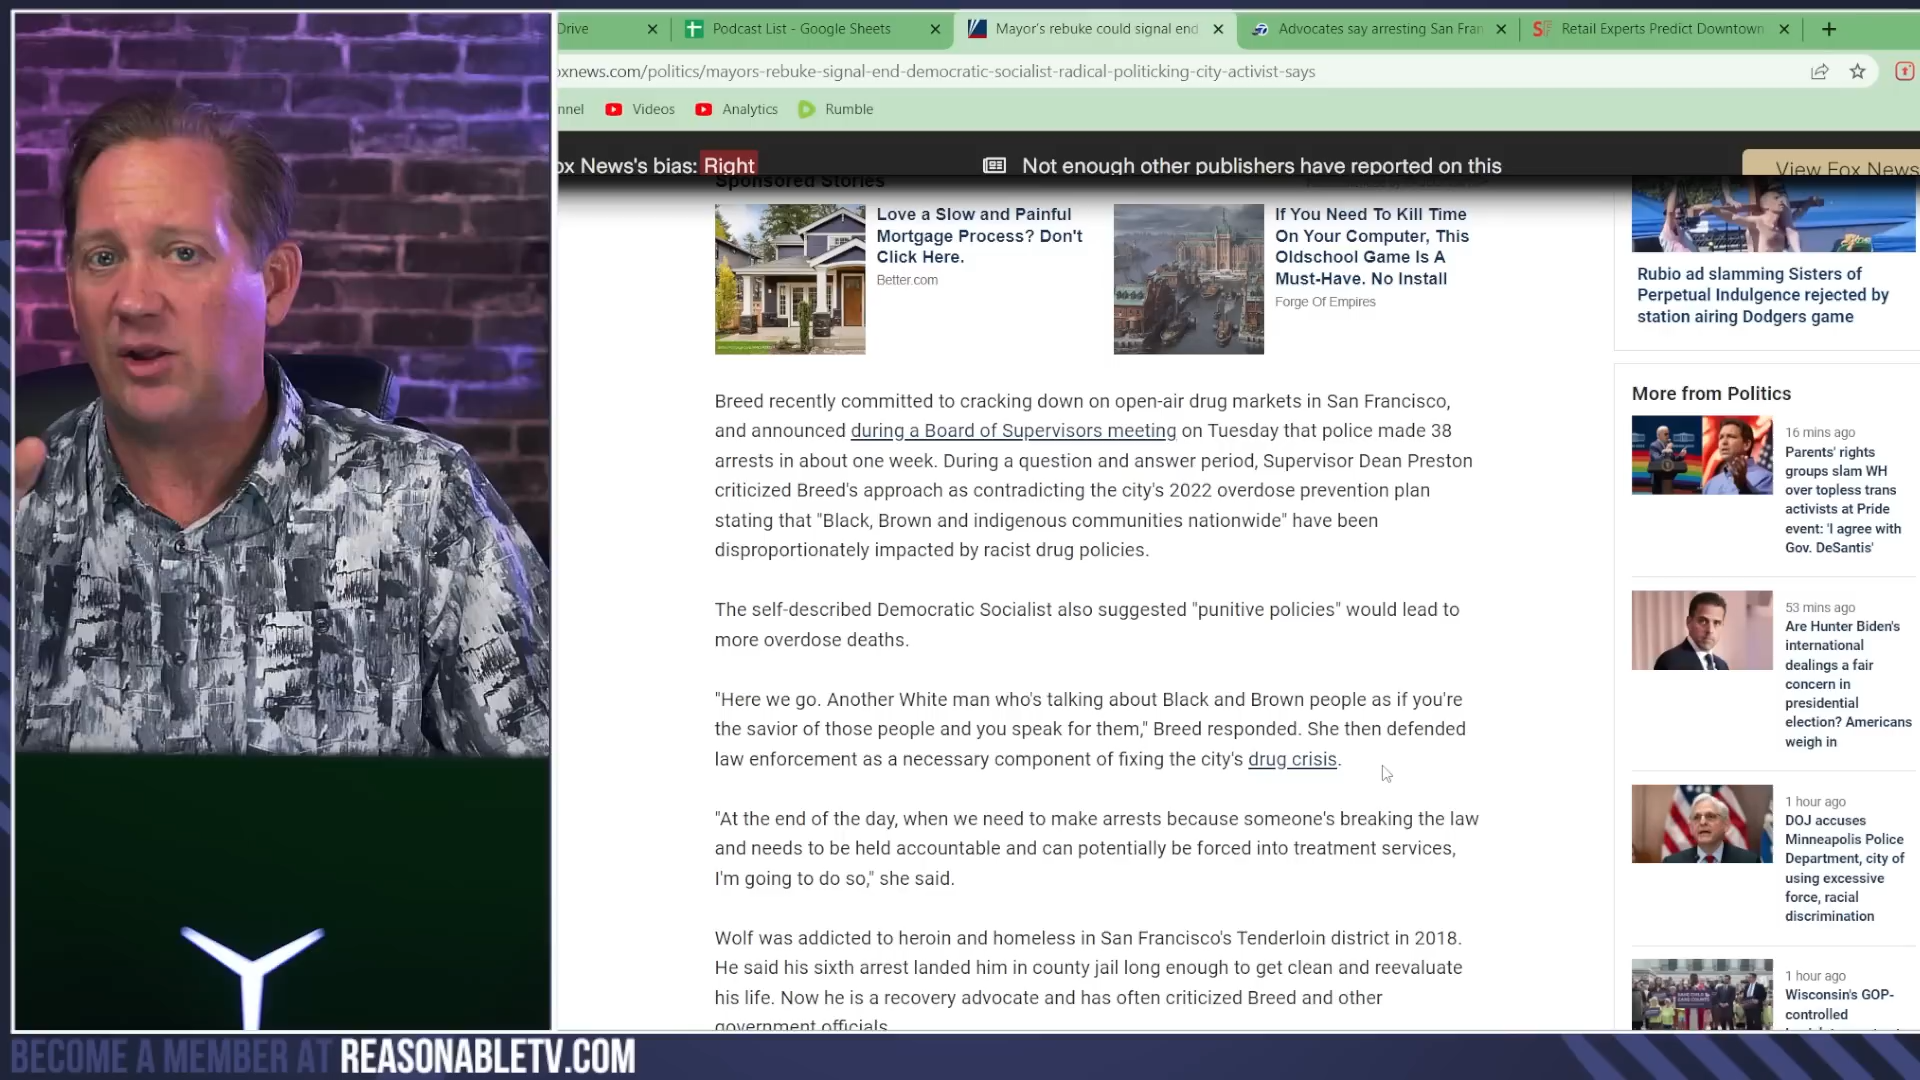 Drive
Podcast List - Google Sheets
Mayor's rebuke could signal end
Advocates say arresting San Fran
Retail Experts Predict Downtown
oxnews.com/politics/mayors-rebuke-signal-end-democratic-socialist-radical-politicking-city-activist-says
nnel
Videos
Analytics
Rumble
ox News's bias: Right
Not enough other publishers have reported on this
View Fox News
Sponsored Stories
Love a Slow and Painful
Mortgage Process? Don't
Click Here.
Better.com
If You Need To Kill Time
On Your Computer, This
Oldschool Game Is A
Must-Have. No Install
Forge Of Empires
Breed recently committed to cracking down on open-air drug markets in San Francisco,
and announced during a Board of Supervisors meeting on Tuesday that police made 38
arrests in about one week. During a question and answer period, Supervisor Dean Preston
criticized Breed's approach as contradicting the city's 2022 overdose prevention plan
stating that "Black, Brown and indigenous communities nationwide" have been
disproportionately impacted by racist drug policies.
The self-described Democratic Socialist also suggested "punitive policies" would lead to
more overdose deaths.
"Here we go. Another White man who's talking about Black and Brown people as if you're
the savior of those people and you speak for them," Breed responded. She then defended
law enforcement as a necessary component of fixing the city's drug crisis.
"At the end of the day, when we need to make arrests because someone's breaking the law
and needs to be held accountable and can potentially be forced into treatment services,
I'm going to do so," she said.
Wolf was addicted to heroin and homeless in San Francisco's Tenderloin district in 2018.
He said his sixth arrest landed him in county jail long enough to get clean and reevaluate
his life. Now he is a recovery advocate and has often criticized Breed and other
government officials
Rubio ad slamming Sisters of
Perpetual Indulgence rejected by
station airing Dodgers game
More from Politics
16 mins ago
Parents' rights
groups slam WH
over topless trans
activists at Pride
event: 'I agree with
Gov. DeSantis'
53 mins ago
Are Hunter Biden's
international
dealings a fair
concern in
presidential
election? Americans
weigh in
1 hour ago
DOJ accuses
Minneapolis Police
Department, city of
using excessive
force, racial
discrimination
1 hour ago
Wisconsin's GOP-
controlled
BECOME A MEMBER AT REASONABLETV.COM